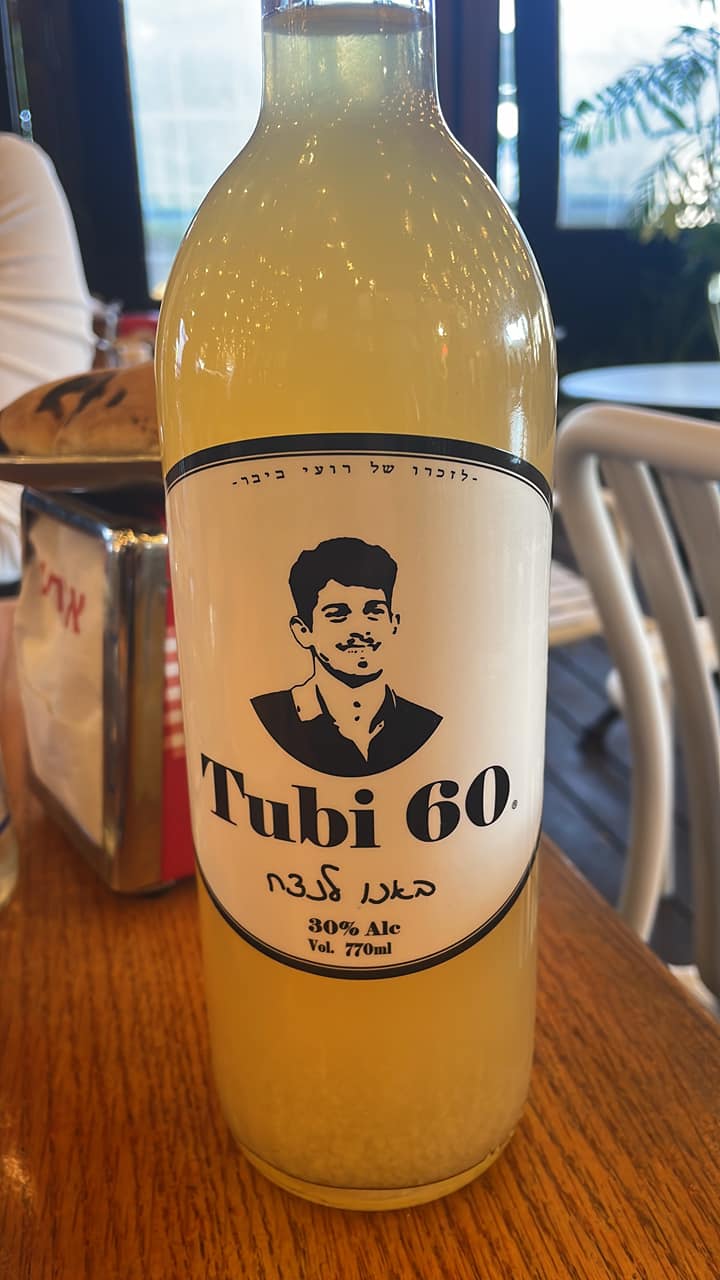 -לזכרו של רועי ביבר-
Tubi 60®
באנו לנצח
30% Alc
Vol. 770ml